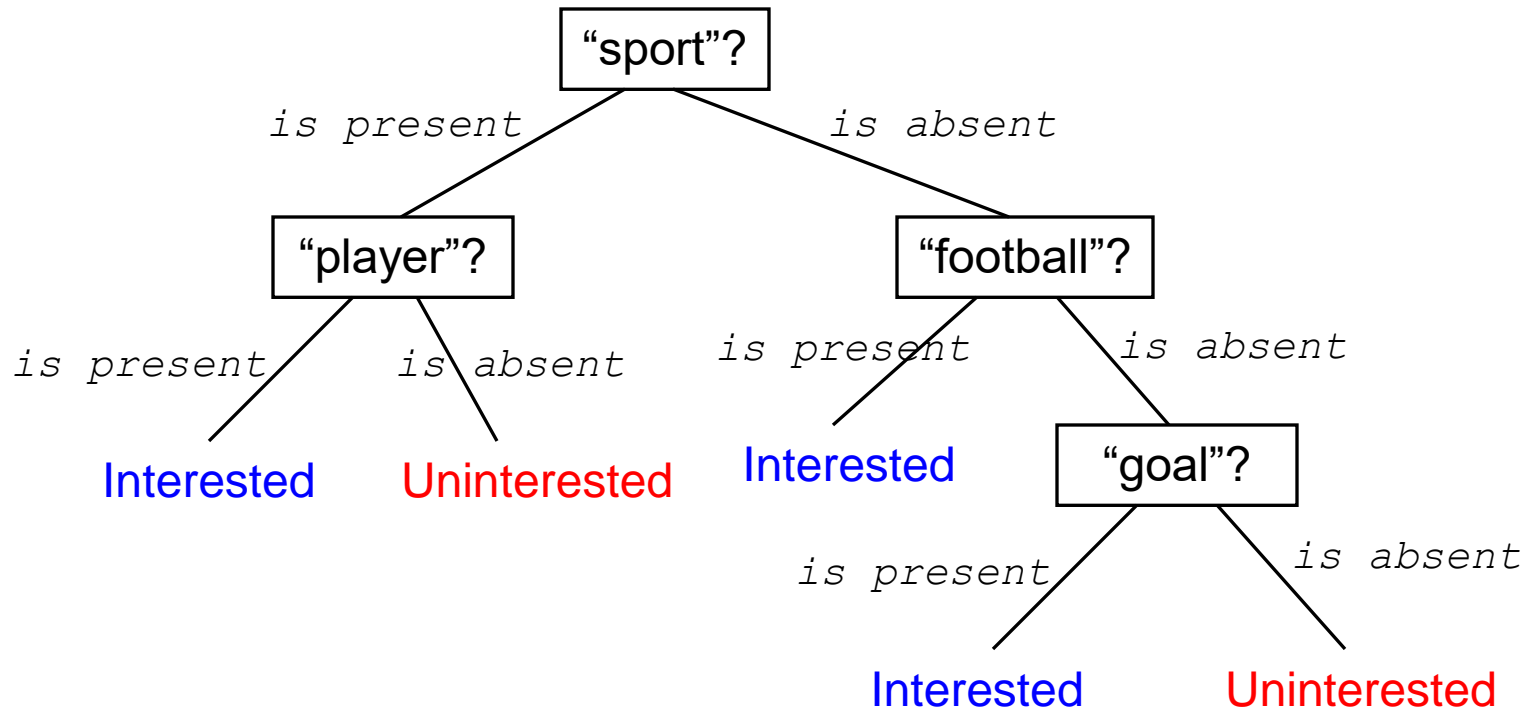 “sport”?
is present
is absent
“player”?
“football”?
is present
is absent
is present
is absent
Interested
Uninterested
Interested
“goal”?
is present
is absent
Interested
Uninterested